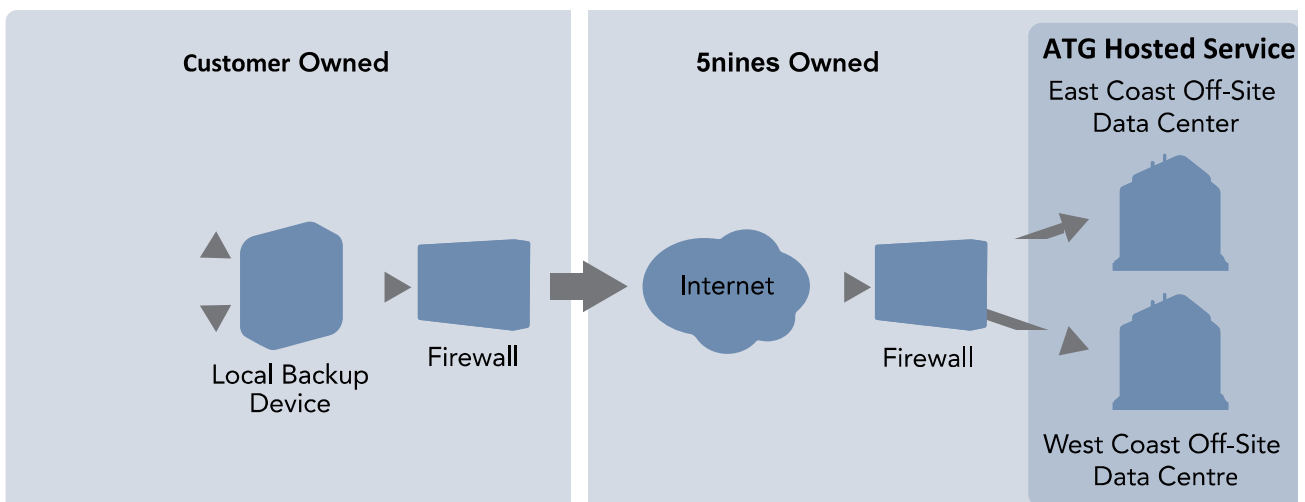 Customer Owned
5nines Owned
ATG Hosted Service
East Coast Off-Site
Data Center
Internet
Firewall
Firewall
Local Backup
Device
West Coast Off-Site
Data Centre